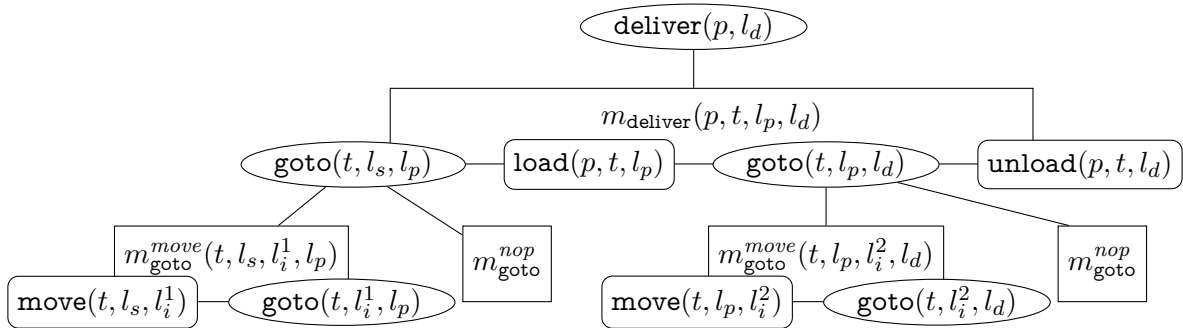 deliver(p, l_d)
m_deliver(p, t, l_p, l_d)
goto(t, l_s, l_p) load(p, t, l_p) goto(t, l_p, l_d) unload(p, t, l_d)
m_goto^move(t, l_s, l_i^1, l_p) m_goto^nop m_goto^move(t, l_p, l_i^2, l_d) m_goto^nop
move(t, l_s, l_i^1) goto(t, l_i^1, l_p) move(t, l_p, l_i^2) goto(t, l_i^2, l_d)